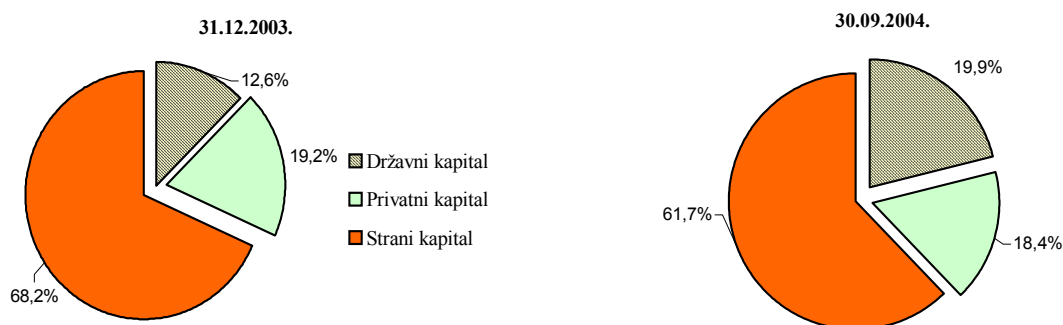 31.12.2003.
12,6%
19,2%
68,2%
Državni kapital
Privatni kapital
Strani kapital
30.09.2004.
19,9%
61,7%
18,4%